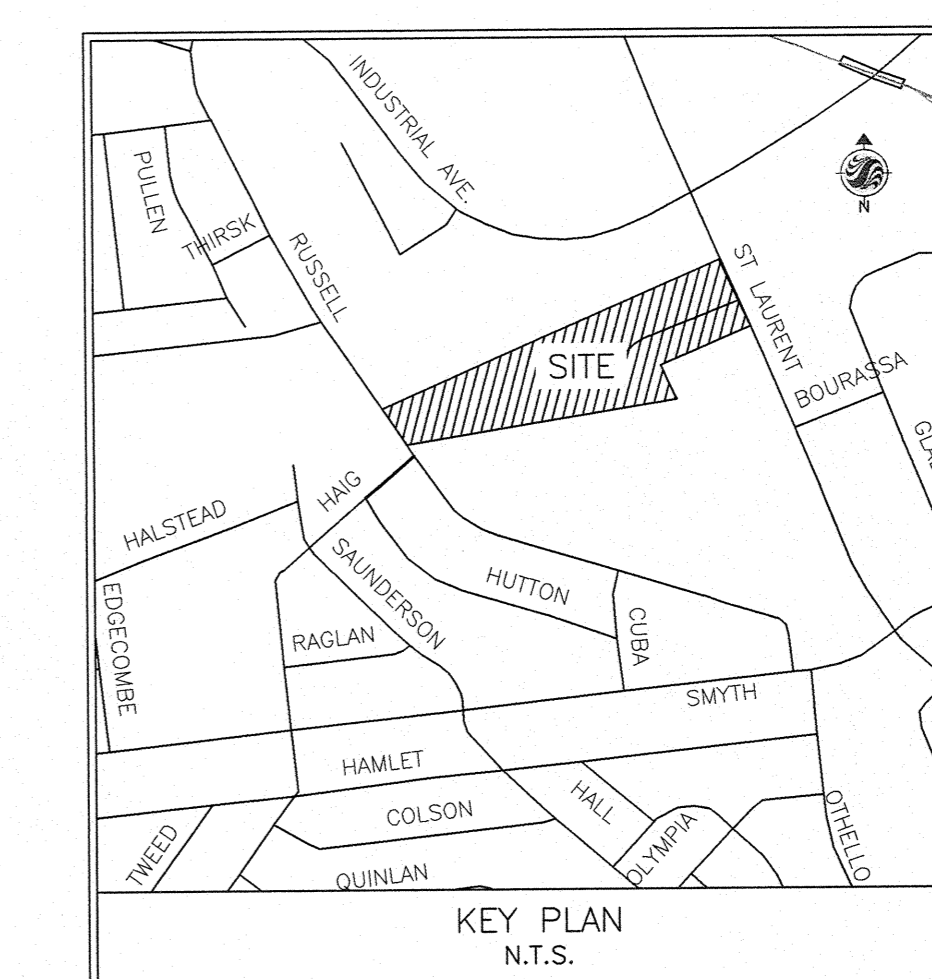 INDUSTRIAL AVE.
PULLEN
N
THIRSK
RUSSELL
ST LAURENT
SITE
BOURASSA
HAIG
HALSTEAD
SAUNDERSON
HUTTON
EDGECOMBE
CUBA
RAGLAN
SMYTH
HAMLET
HALL
COLSON
OLYMPIA
OTHELLO
TWEED
QUINLAN
KEY PLAN
N.T.S.